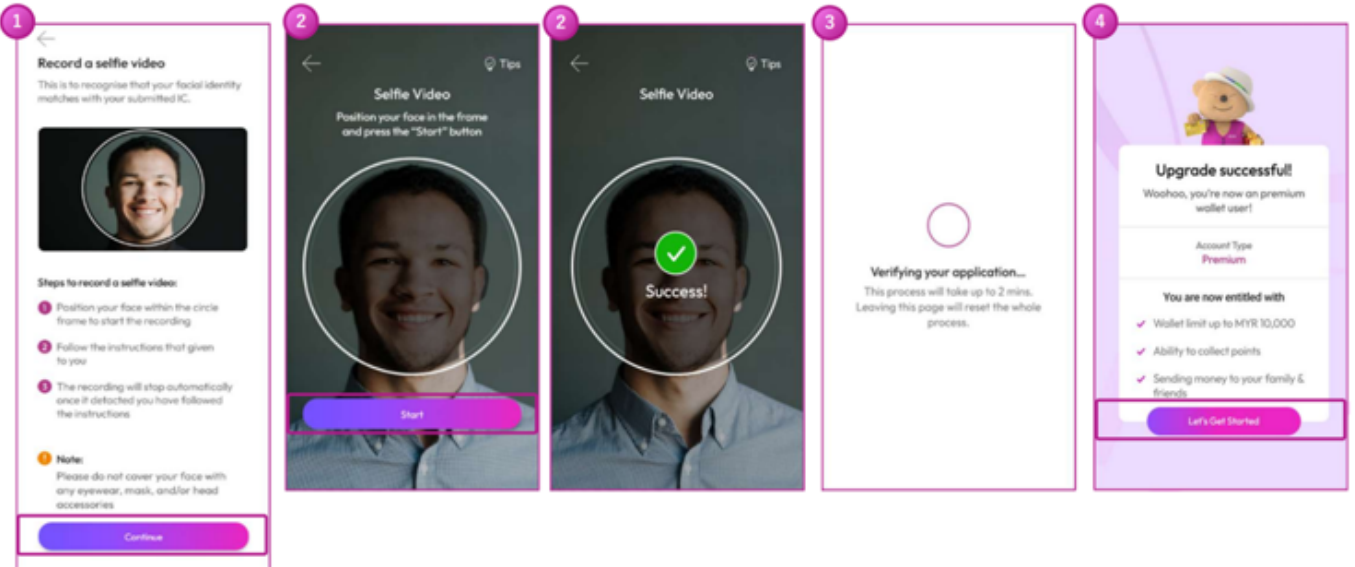 1
Record a selfie video
This is to recognise that your facial identity
matches with your submitted IC.
Steps to record a selfie video:
1 Position your face within the circle
frame to start the recording
2 Follow the instructions that given
to you
3 The recording will stop automatically
once it detacted you have followed
the instructions
! Note:
Please do not cover your face with
any eyewear, mask, and/or head
accessories
Continue
2
Tips
Selfie Video
Position your face in the frame
and press the "Start" button
Start
2
Tips
Selfie Video
Success!
3
Verifying your application...
This process will take up to 2 mins.
Leaving this page will reset the whole
process.
4
Upgrade successful!
Woohoo, you're now an premium
wallet user!
Account Type
Premium
You are now entitled with
Wallet limit up to MYR 10,000
Ability to collect points
Sending money to your family &
friends
Let's Get Started